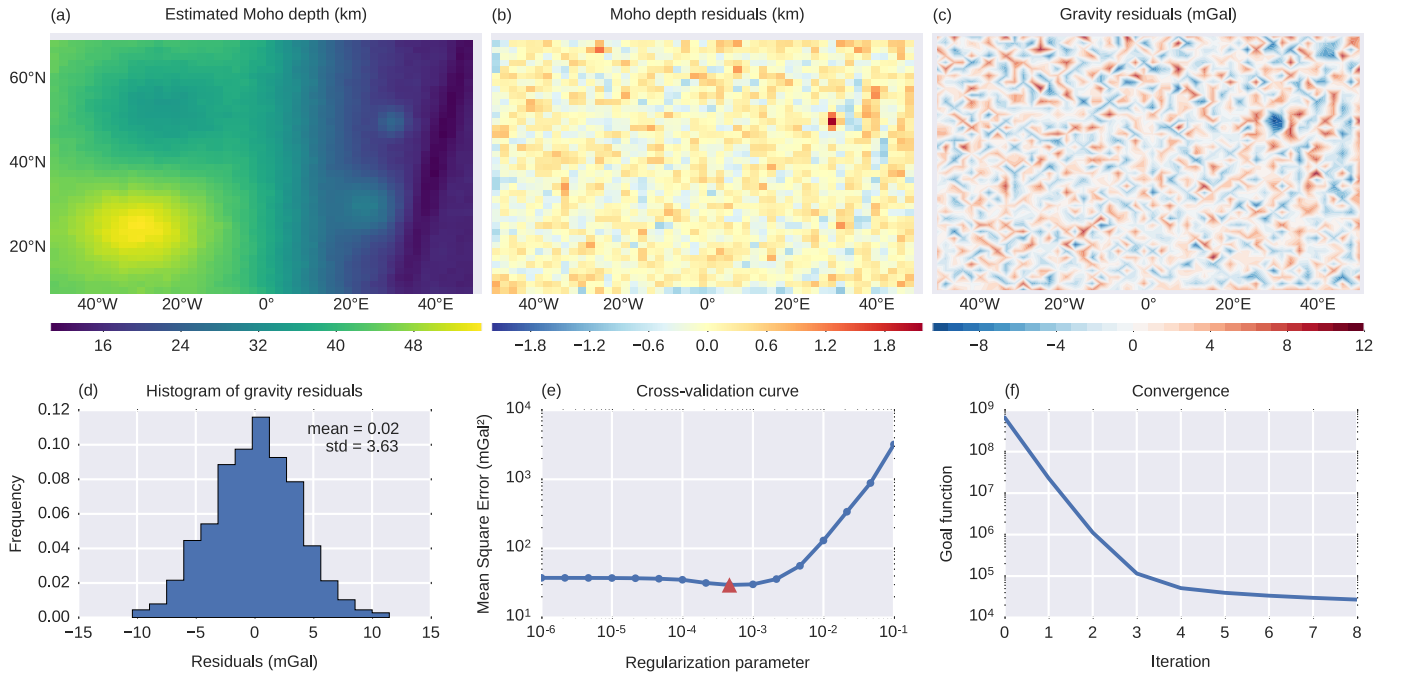 (a) Estimated Moho depth (km)
60°N
40°N
20°N
40°W 20°W 0° 20°E 40°E
16 24 32 40 48
(b) Moho depth residuals (km)
40°W 20°W 0° 20°E 40°E
−1.8 −1.2 −0.6 0.0 0.6 1.2 1.8
(c) Gravity residuals (mGal)
40°W 20°W 0° 20°E 40°E
−8 −4 0 4 8 12
(d) Histogram of gravity residuals
mean = 0.02
std = 3.63
Frequency
0.12
0.10
0.08
0.06
0.04
0.02
0.00
−15 −10 −5 0 5 10 15
Residuals (mGal)
(e) Cross-validation curve
Mean Square Error (mGal²)
10⁴
10³
10²
10¹
10⁻⁶ 10⁻⁵ 10⁻⁴ 10⁻³ 10⁻² 10⁻¹
Regularization parameter
(f) Convergence
Goal function
10⁹
10⁸
10⁷
10⁶
10⁵
10⁴
0 1 2 3 4 5 6 7 8
Iteration